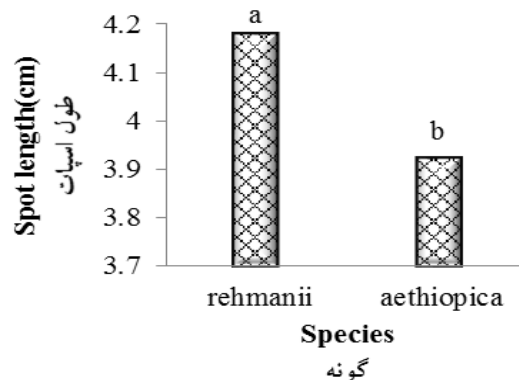 Spot length(cm)
طول اسپات
4.2
4.1
4
3.9
3.8
3.7
a
b
rehmanii
aethiopica
Species
گونه